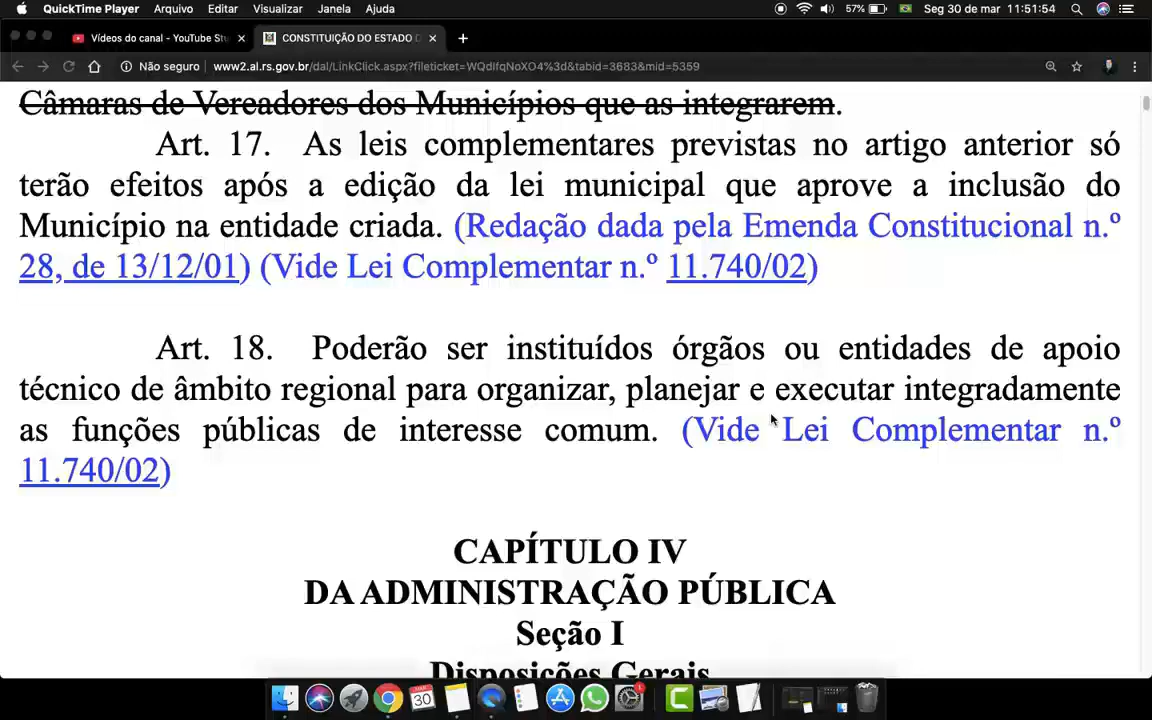 QuickTime Player Arquivo Editar Visualizar Janela Ajuda 57% Seg 30 de mar 11:51:54
Vídeos do canal - YouTube Stu × CONSTITUIÇÃO DO ESTADO D × +
Não seguro www2.al.rs.gov.br/dal/LinkClick.aspx?fileticket=WQdIfqNoXO4%3d&tabid=3683&mid=5359
Câmaras de Vereadores dos Municípios que as integrarem.
Art. 17. As leis complementares previstas no artigo anterior só
terão efeitos após a edição da lei municipal que aprove a inclusão do
Município na entidade criada. (Redação dada pela Emenda Constitucional n.º
28, de 13/12/01) (Vide Lei Complementar n.º 11.740/02)
Art. 18. Poderão ser instituídos órgãos ou entidades de apoio
técnico de âmbito regional para organizar, planejar e executar integradamente
as funções públicas de interesse comum. (Vide Lei Complementar n.º
11.740/02)
CAPÍTULO IV
DA ADMINISTRAÇÃO PÚBLICA
Seção I
Disposições Gerais
30